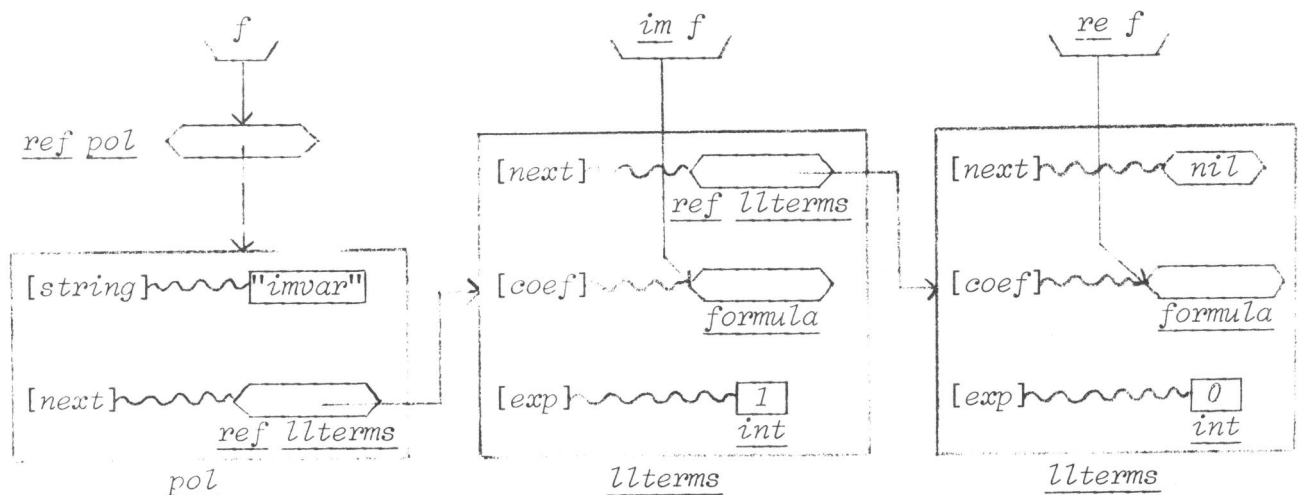 f
im f
re f
ref pol
[next]
ref llterms
[next]
nil
[string]
"imvar"
[coef]
formula
[coef]
formula
[next]
ref llterms
[exp]
1
int
[exp]
0
int
pol
llterms
llterms